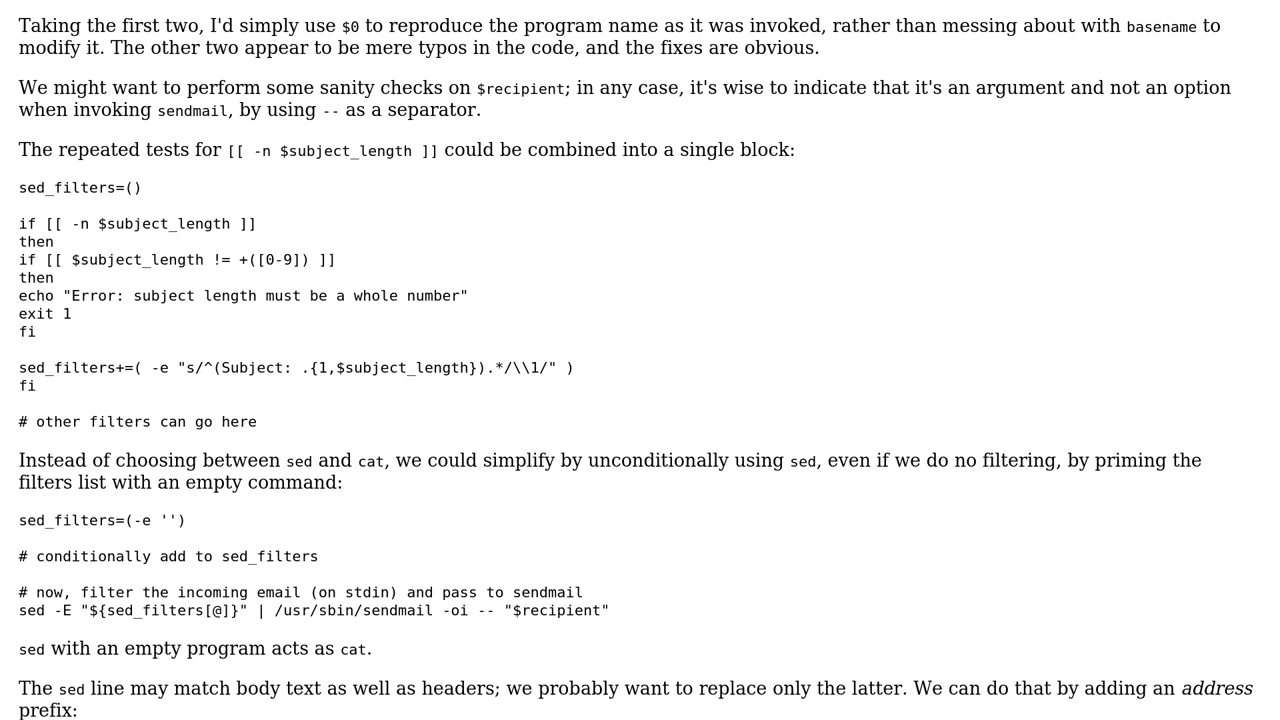 Taking the first two, I'd simply use $0 to reproduce the program name as it was invoked, rather than messing about with basename to
modify it. The other two appear to be mere typos in the code, and the fixes are obvious.
We might want to perform some sanity checks on $recipient; in any case, it's wise to indicate that it's an argument and not an option
when invoking sendmail, by using -- as a separator.
The repeated tests for [[ -n $subject_length ]] could be combined into a single block:
sed_filters=()
if [[ -n $subject_length ]]
then
if [[ $subject_length != +([0-9]) ]]
then
echo "Error: subject length must be a whole number"
exit 1
fi
sed_filters+=( -e "s/^(Subject: .{1,$subject_length}).*/\\1/" )
fi
# other filters can go here
Instead of choosing between sed and cat, we could simplify by unconditionally using sed, even if we do no filtering, by priming the
filters list with an empty command:
sed_filters=(-e '')
# conditionally add to sed_filters
# now, filter the incoming email (on stdin) and pass to sendmail
sed -E "${sed_filters[@]}" | /usr/sbin/sendmail -oi -- "$recipient"
sed with an empty program acts as cat.
The sed line may match body text as well as headers; we probably want to replace only the latter. We can do that by adding an address
prefix: